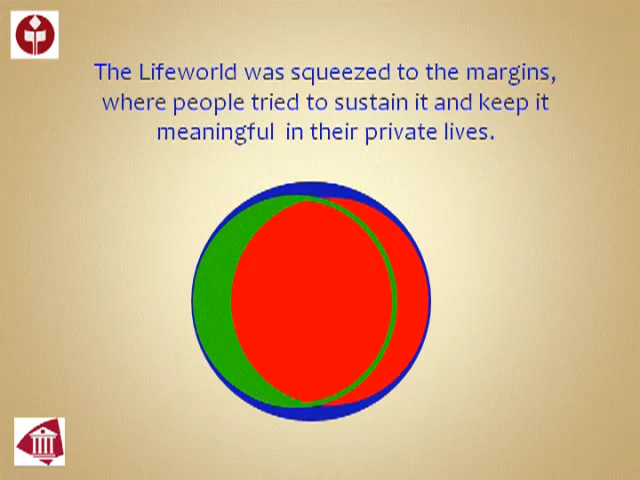 The Lifeworld was squeezed to the margins,
where people tried to sustain it and keep it
meaningful in their private lives.